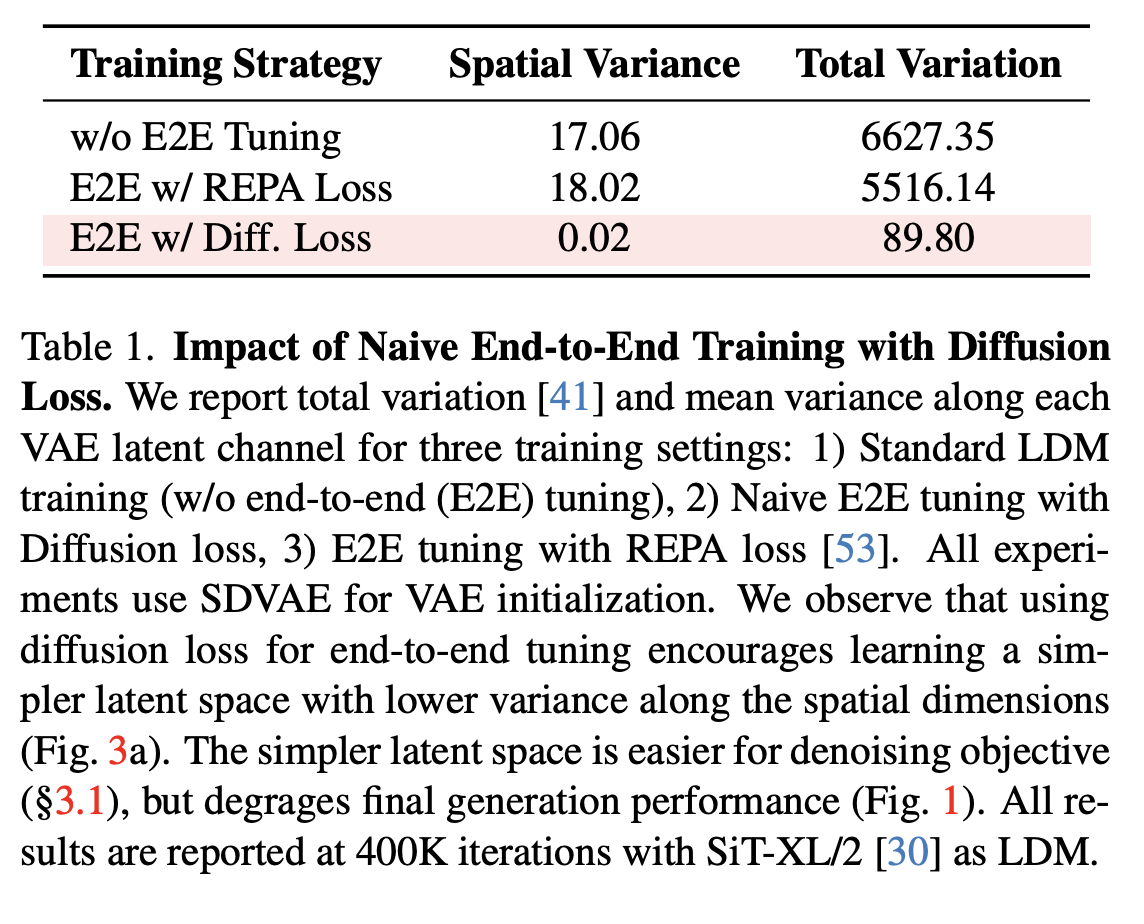 Training Strategy Spatial Variance Total Variation
w/o E2E Tuning 17.06 6627.35
E2E w/ REPA Loss 18.02 5516.14
E2E w/ Diff. Loss 0.02 89.80
Table 1. Impact of Naive End-to-End Training with Diffusion
Loss. We report total variation [41] and mean variance along each
VAE latent channel for three training settings: 1) Standard LDM
training (w/o end-to-end (E2E) tuning), 2) Naive E2E tuning with
Diffusion loss, 3) E2E tuning with REPA loss [53]. All experi-
ments use SDVAE for VAE initialization. We observe that using
diffusion loss for end-to-end tuning encourages learning a sim-
pler latent space with lower variance along the spatial dimensions
(Fig. 3a). The simpler latent space is easier for denoising objective
(§3.1), but degrages final generation performance (Fig. 1). All re-
sults are reported at 400K iterations with SiT-XL/2 [30] as LDM.